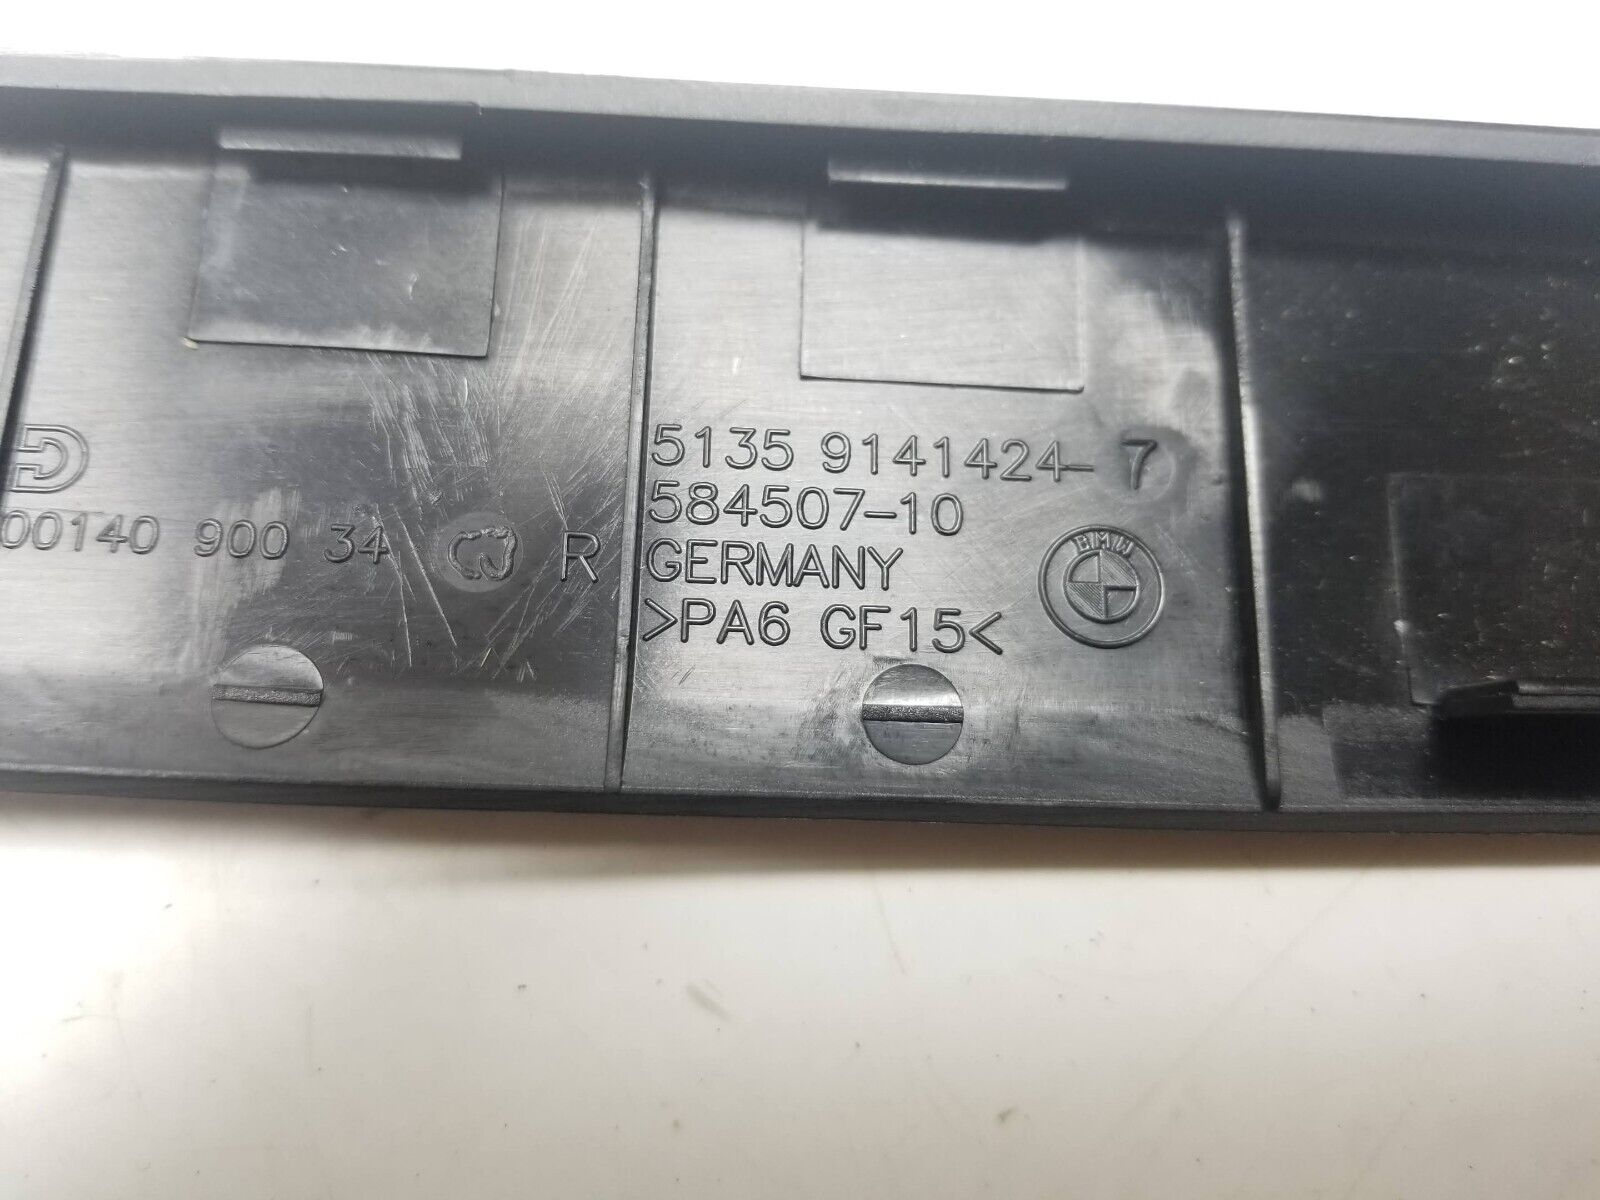 00140 900 34 R
5135 9141424-7
584507-10
GERMANY
>PA6 GF15<
BMW